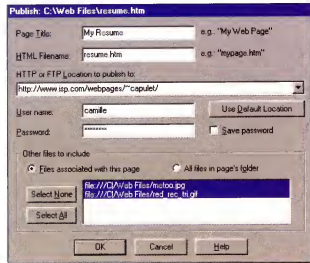 Publish: C:\Web Files\resume.htm
Page Title: My Resume e.g.: "My Web Page"
HTML Filename: resume.htm e.g.: "mypage.htm"
HTTP or FTP Location to publish to:
http://www.isp.com/webpages/~capulet/
User name: camille Use Default Location
Password: ******* Save password
Other files to include
Files associated with this page All files in page's folder
Select None file:///C|/Web Files/motoo.jpg
file:///C|/Web Files/red_rec_tri.gif
Select All
OK Cancel Help